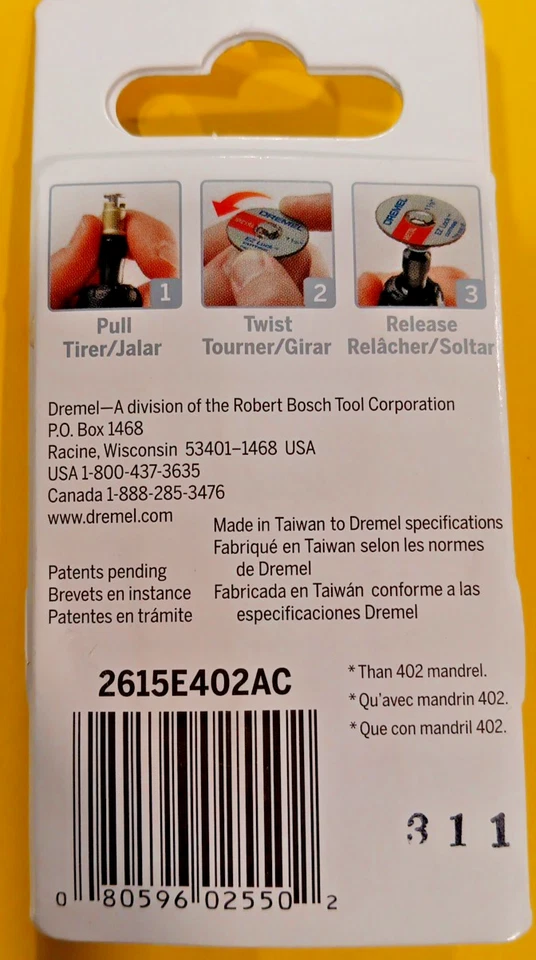 1
2
3
DREMEL
EZ Lock
DREMEL
EZ Lock
Pull
Tirer/Jalar
Twist
Tourner/Girar
Release
Relâcher/Soltar
Dremel—A division of the Robert Bosch Tool Corporation
P.O. Box 1468
Racine, Wisconsin 53401–1468 USA
USA 1-800-437-3635
Canada 1-888-285-3476
www.dremel.com
Made in Taiwan to Dremel specifications
Fabriqué en Taiwan selon les normes
de Dremel
Fabricada en Taiwán conforme a las
especificaciones Dremel
Patents pending
Brevets en instance
Patentes en trámite
2615E402AC
* Than 402 mandrel.
* Qu'avec mandrin 402.
* Que con mandril 402.
311
0 80596 02550 2